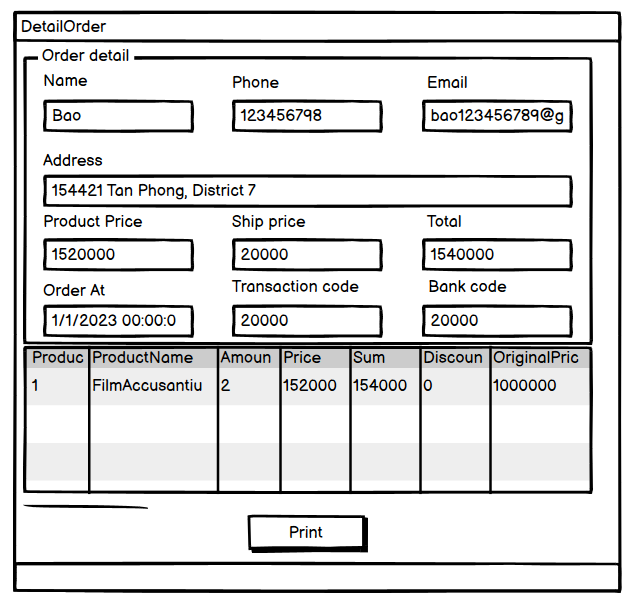 DetailOrder
Order detail
Name Phone Email
Bao 123456798 bao123456789@g
Address
154421 Tan Phong, District 7
Product Price Ship price Total
1520000 20000 1540000
Order At Transaction code Bank code
1/1/2023 00:00:0 20000 20000
Produc ProductName Amoun Price Sum Discoun OriginalPric
1 FilmAccusantiu 2 152000 154000 0 1000000
Print